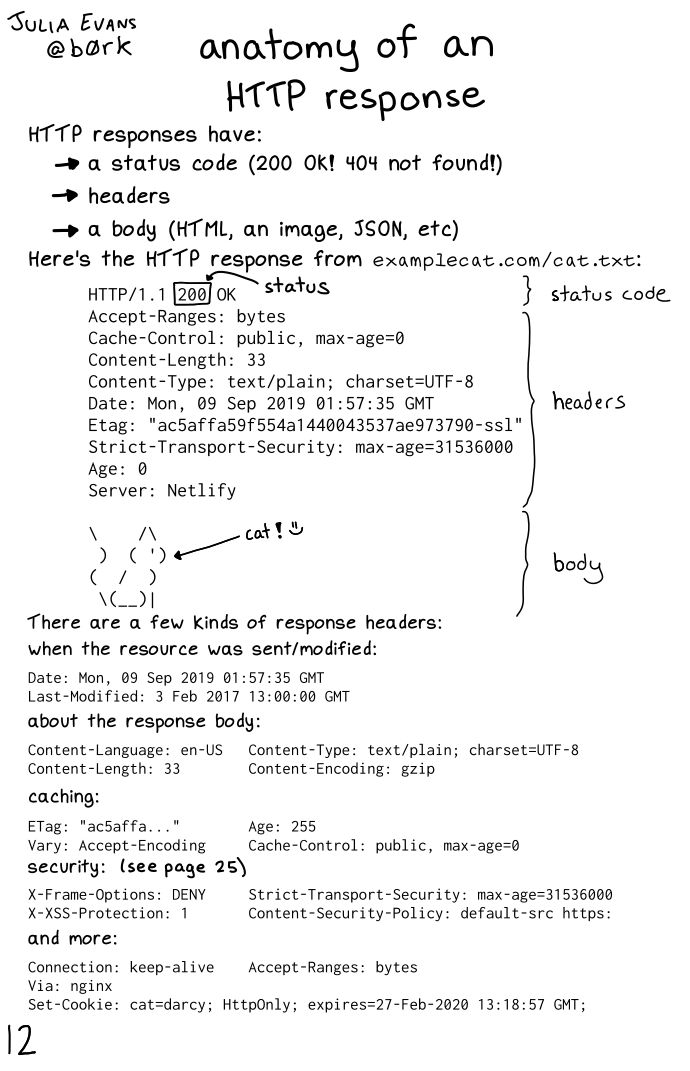 JULIA EVANS
@b0rk
anatomy of an
HTTP response
HTTP responses have:
→ a status code (200 OK! 404 not found!)
→ headers
→ a body (HTML, an image, JSON, etc)
Here's the HTTP response from examplecat.com/cat.txt:
HTTP/1.1 200 OK
status
status code
Accept-Ranges: bytes
Cache-Control: public, max-age=0
Content-Length: 33
Content-Type: text/plain; charset=UTF-8
Date: Mon, 09 Sep 2019 01:57:35 GMT
headers
Etag: "ac5affa59f554a1440043537ae973790-ssl"
Strict-Transport-Security: max-age=31536000
Age: 0
Server: Netlify
\    /\
 )  ( ')
(  /  )
 \(__)|
cat! :)
body
There are a few kinds of response headers:
when the resource was sent/modified:
Date: Mon, 09 Sep 2019 01:57:35 GMT
Last-Modified: 3 Feb 2017 13:00:00 GMT
about the response body:
Content-Language: en-US Content-Type: text/plain; charset=UTF-8
Content-Length: 33 Content-Encoding: gzip
caching:
ETag: "ac5affa..." Age: 255
Vary: Accept-Encoding Cache-Control: public, max-age=0
security: (see page 25)
X-Frame-Options: DENY Strict-Transport-Security: max-age=31536000
X-XSS-Protection: 1 Content-Security-Policy: default-src https:
and more:
Connection: keep-alive Accept-Ranges: bytes
Via: nginx
Set-Cookie: cat=darcy; HttpOnly; expires=27-Feb-2020 13:18:57 GMT;
12